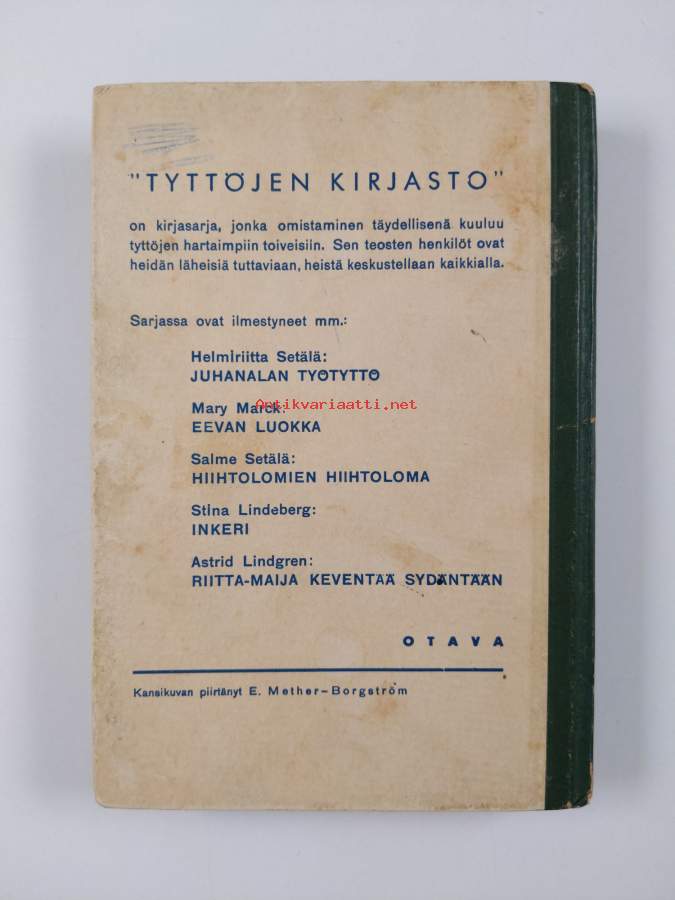 "TYTTÖJEN KIRJASTO"
on kirjasarja, jonka omistaminen täydellisenä kuuluu
tyttöjen hartaimpiin toiveisiin. Sen teosten henkilöt ovat
heidän läheisiä tuttaviaan, heistä keskustellaan kaikkialla.
Sarjassa ovat ilmestyneet mm.:
Helmiriitta Setälä:
JUHANALAN TYÖTYTTÖ
Mary Marck:
Antikvariaatti.net
EEVAN LUOKKA
Salme Setälä:
HIIHTOLOMIEN HIIHTOLOMA
Stina Lindeberg:
INKERI
Astrid Lindgren:
RIITTA-MAIJA KEVENTÄÄ SYDÄNTÄÄN
OTAVA
Kansikuvan piirtänyt E. Mether-Borgström